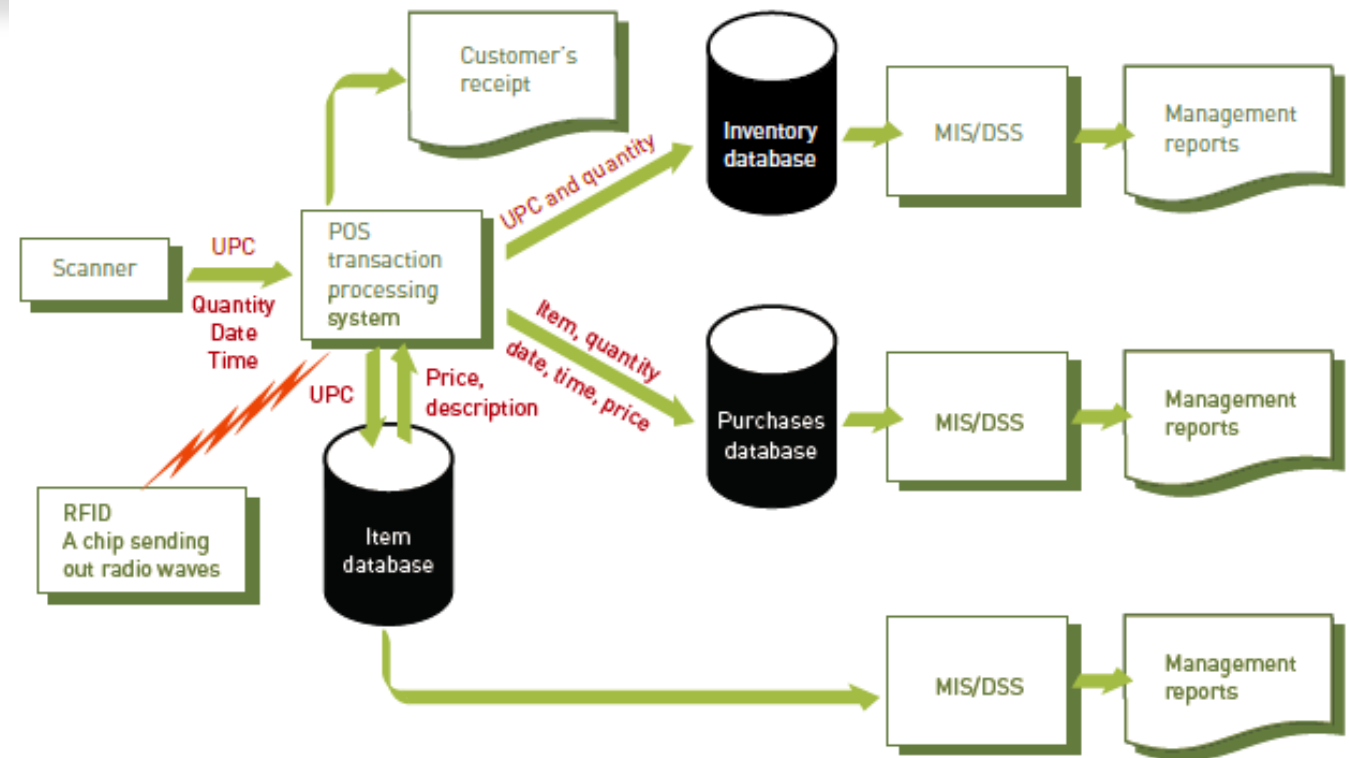 Customer's
receipt
Inventory
database
MIS/DSS
Management
reports
UPC and quantity
Scanner
UPC
Quantity
Date
Time
POS
transaction
processing
system
Item, quantity
date, time, price
Purchases
database
MIS/DSS
Management
reports
UPC
Price,
description
RFID
A chip sending
out radio waves
Item
database
MIS/DSS
Management
reports